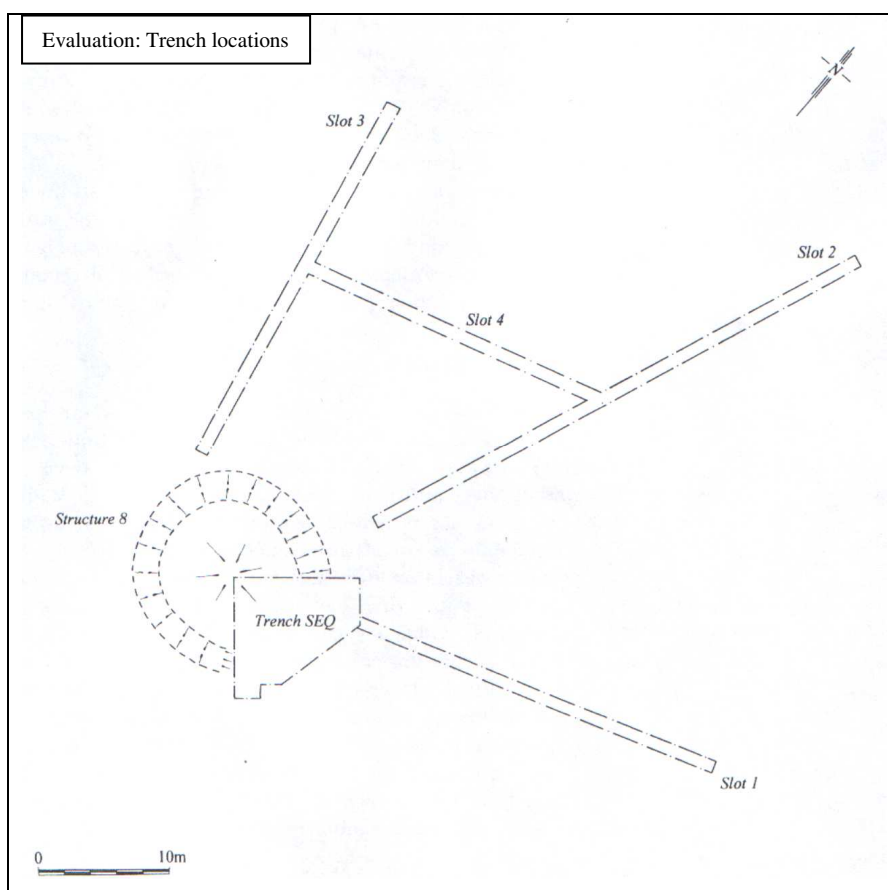 Evaluation: Trench locations
N
Slot 3
Slot 2
Slot 4
Structure 8
Trench SEQ
Slot 1
0 10m